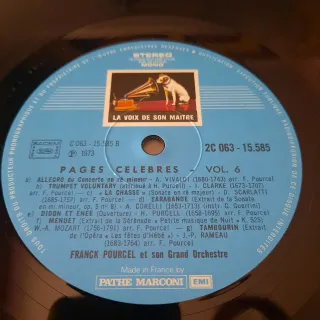 STEREO
MONO
LA VOIX DE SON MAITRE
C 063 - 15.585 B
℗ 1973
2C 063 - 15.585
PAGES CELEBRES - VOL. 6
a) ALLEGRO du Concerto en ré mineur - A. VIVALDI (1680-1743) arr. F. Pourcel)
b) TRUMPET VOLUNTARY (attribué à H. Purcell) - J. CLARKE (1673-1707)
arr. F. Pourcel) - c) « LA CHASSE » (Sonate en ré majeur) - D. SCARLATTI
(1685-1757) arr. F. Pourcel) - d) SARABANDE (Extrait de la Sonate
en mi mineur, op. 5 nº 8) - A. CORELLI (1653-1713) (instr. C. Guerini)
e) DIDON ET ENEE (Ouverture) - H. PURCELL (1658-1695) arr. F. Pourcel)
f) MENUET (Extrait de la Sérénade « Petite musique de Nuit » K 525)
W.-A. MOZART (1756-1791) arr. F. Pourcel) - g) TAMBOURIN (Extrait
de l'Opéra « Les fêtes d'Hébé ») - J.-P. RAMEAU
(1683-1764) arr. F. Pourcel)
FRANCK POURCEL et son Grand Orchestre
Made in France by
PATHE MARCONI EMI